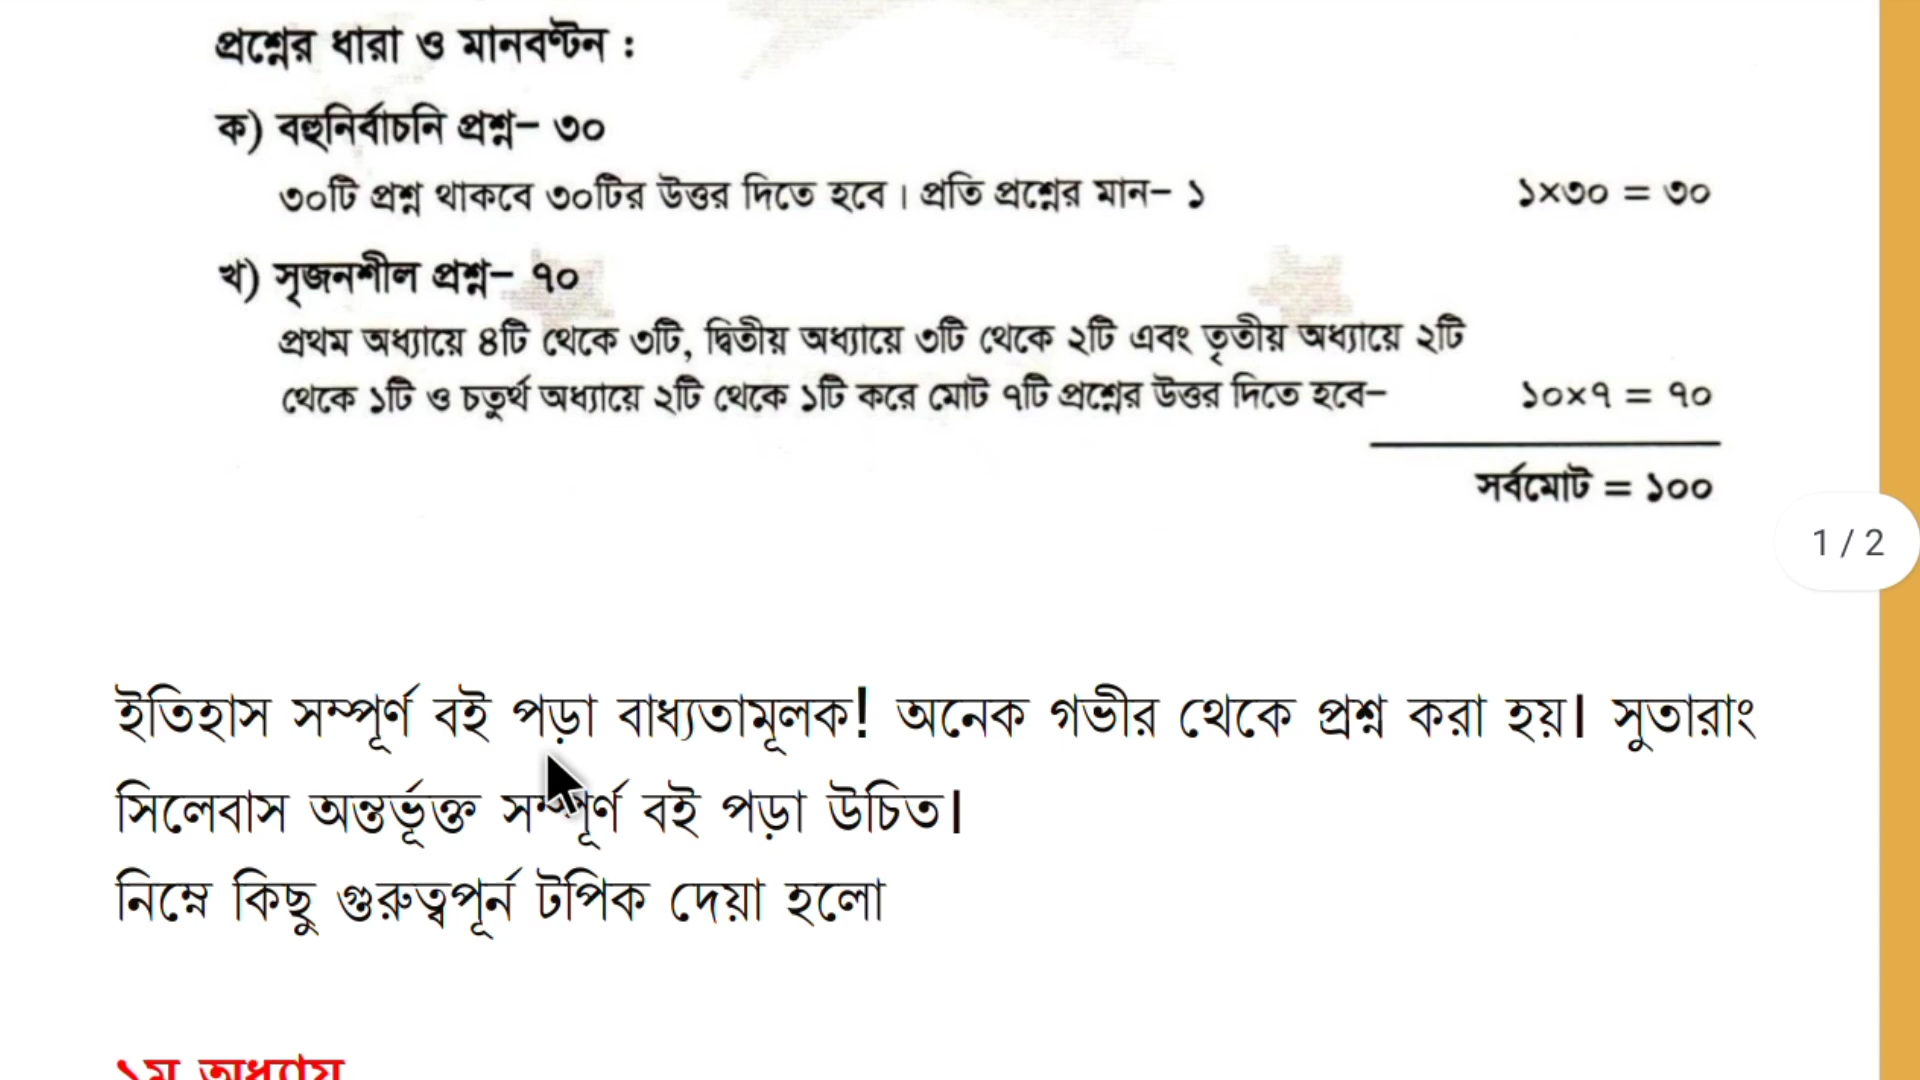 প্রশ্নের ধারা ও মানবণ্টন :
ক) বহুনির্বাচনি প্রশ্ন– ৩০
৩০টি প্রশ্ন থাকবে ৩০টির উত্তর দিতে হবে। প্রতি প্রশ্নের মান– ১ ১×৩০ = ৩০
খ) সৃজনশীল প্রশ্ন– ৭০
প্রথম অধ্যায়ে ৪টি থেকে ৩টি, দ্বিতীয় অধ্যায়ে ৩টি থেকে ২টি এবং তৃতীয় অধ্যায়ে ২টি
থেকে ১টি ও চতুর্থ অধ্যায়ে ২টি থেকে ১টি করে মোট ৭টি প্রশ্নের উত্তর দিতে হবে– ১০×৭ = ৭০
সর্বমোট = ১০০
1 / 2
ইতিহাস সম্পূর্ণ বই পড়া বাধ্যতামূলক! অনেক গভীর থেকে প্রশ্ন করা হয়। সুতারাং
সিলেবাস অন্তর্ভূক্ত সম্পূর্ণ বই পড়া উচিত।
নিম্নে কিছু গুরুত্বপূর্ন টপিক দেয়া হলো
১ম অধ্যায়